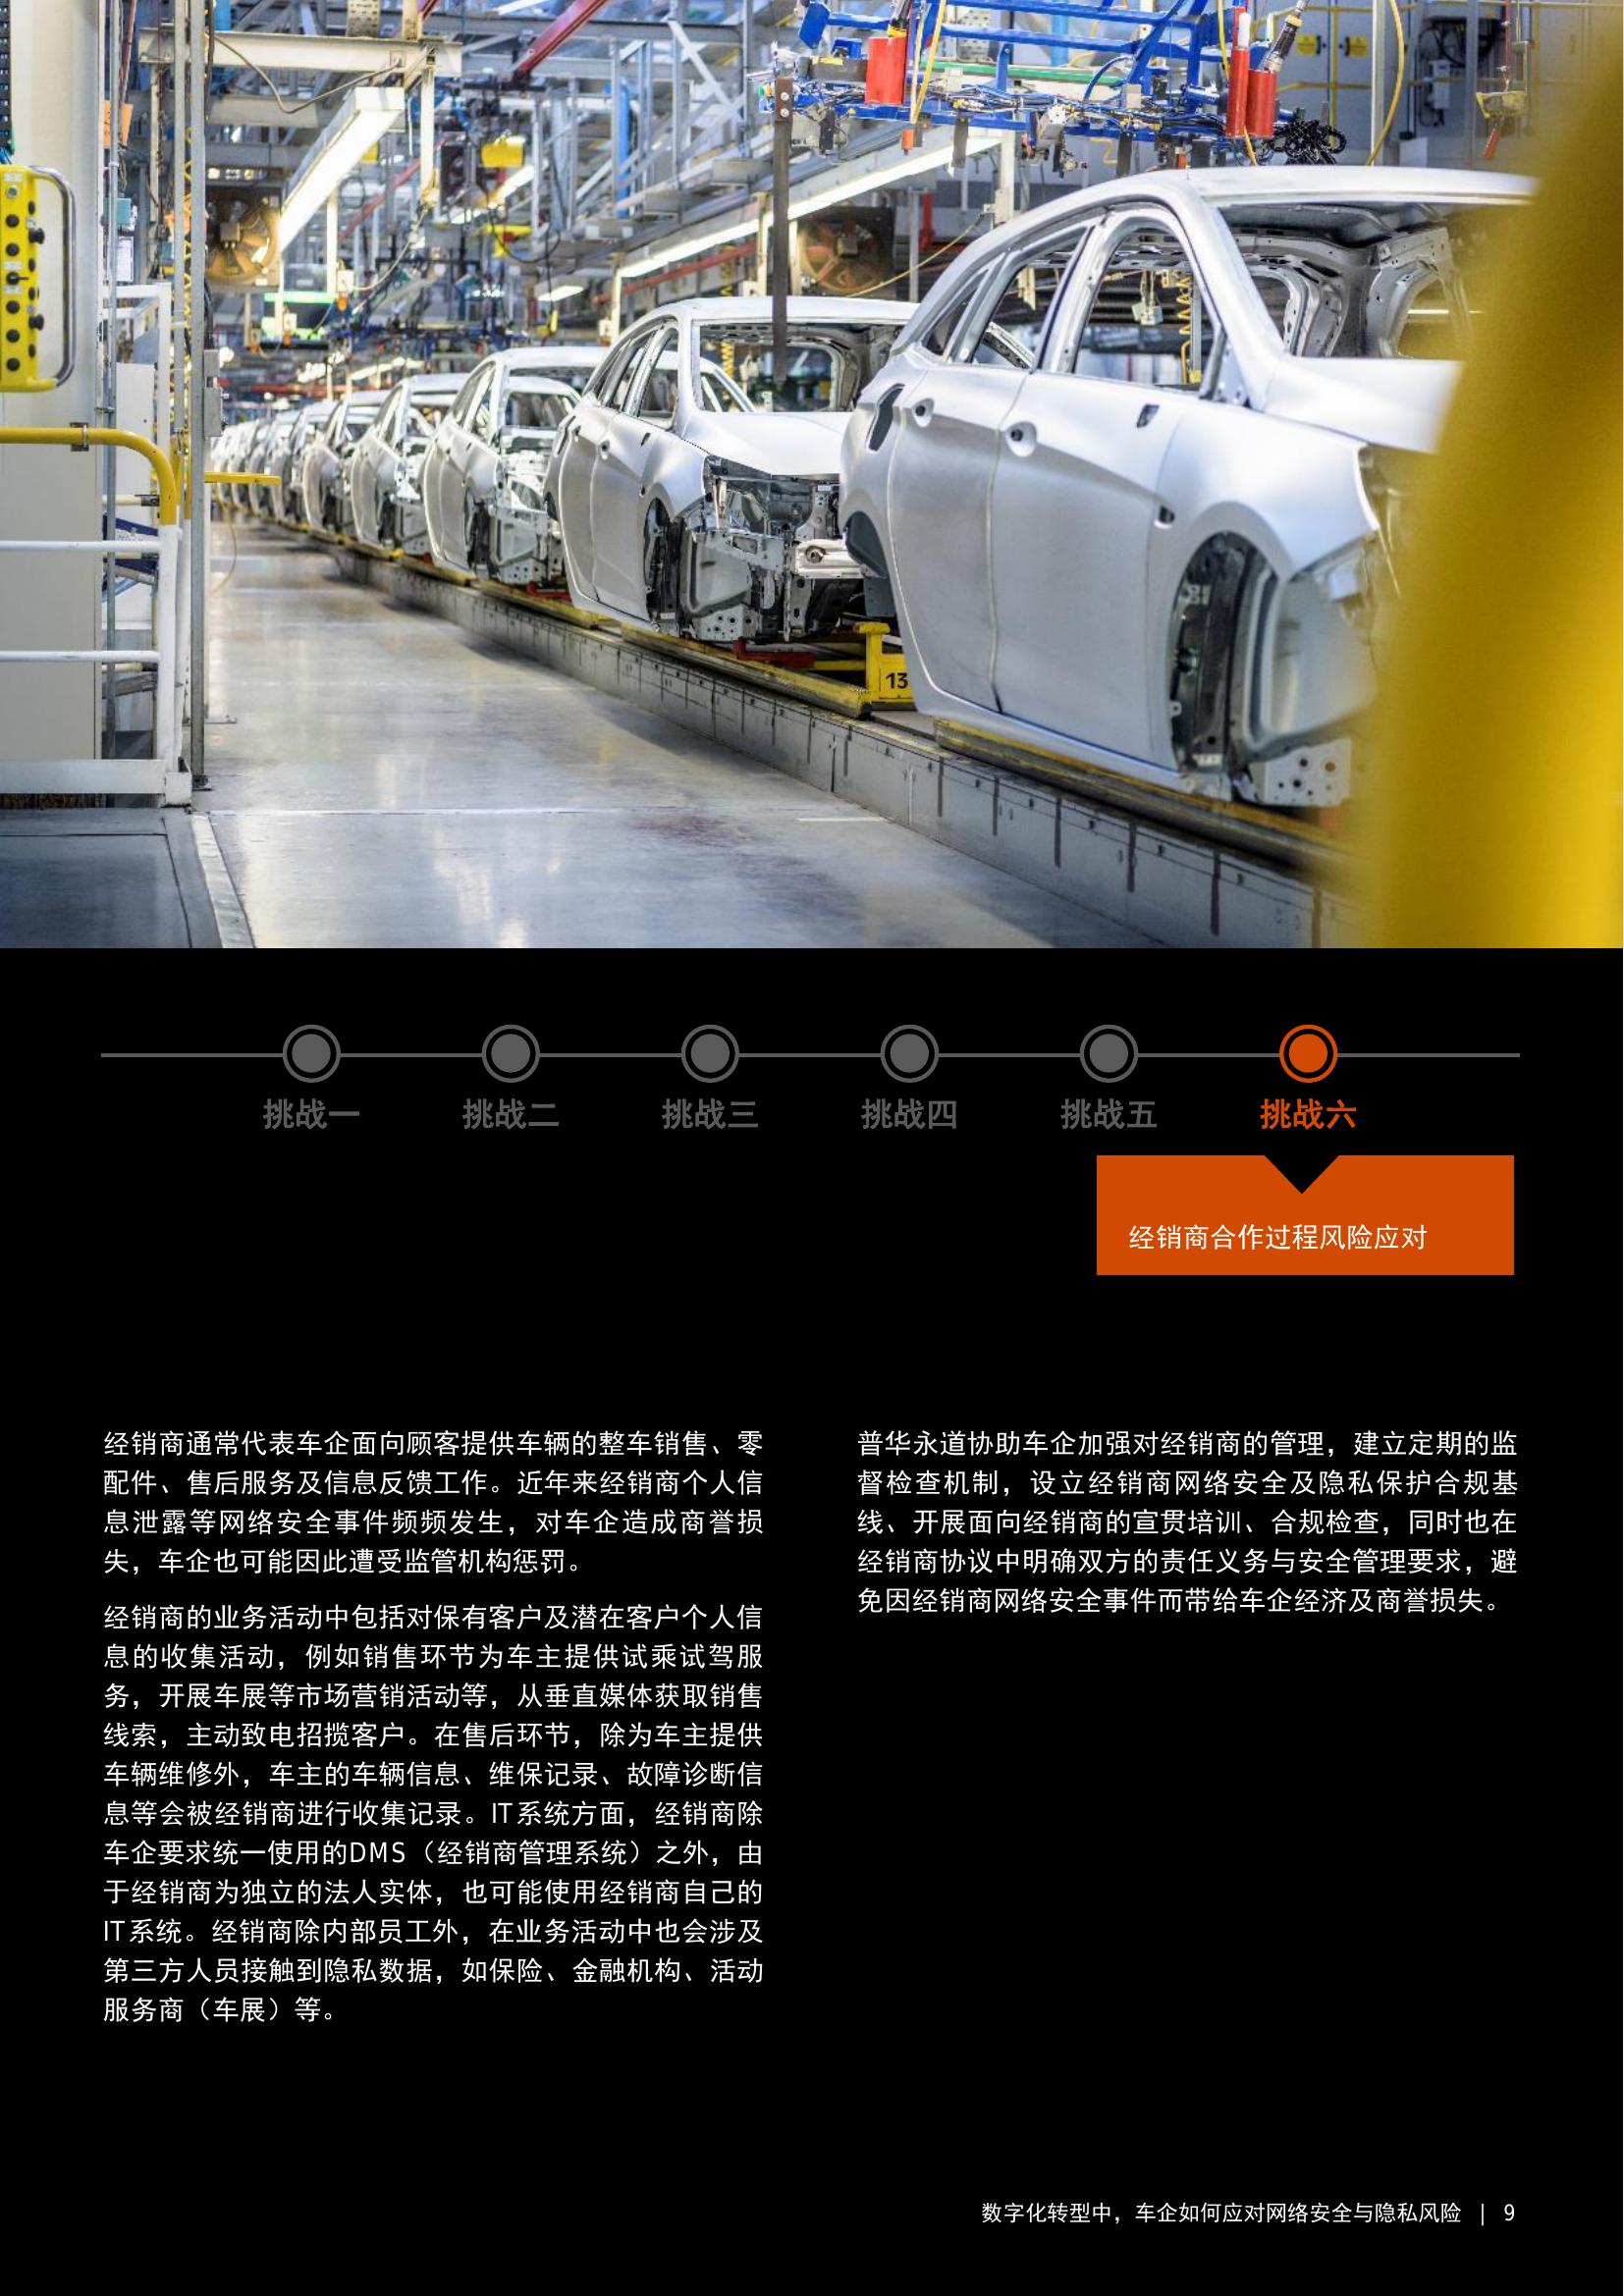 13
挑战一
挑战二
挑战三
挑战四
挑战五
挑战六
经销商合作过程风险应对
经销商通常代表车企面向顾客提供车辆的整车销售、零
配件、售后服务及信息反馈工作。近年来经销商个人信
息泄露等网络安全事件频频发生，对车企造成商誉损
失，车企也可能因此遭受监管机构惩罚。
经销商的业务活动中包括对保有客户及潜在客户个人信
息的收集活动，例如销售环节为车主提供试乘试驾服
务，开展车展等市场营销活动等，从垂直媒体获取销售
线索，主动致电招揽客户。在售后环节，除为车主提供
车辆维修外，车主的车辆信息、维保记录、故障诊断信
息等会被经销商进行收集记录。IT系统方面，经销商除
车企要求统一使用的DMS（经销商管理系统）之外，由
于经销商为独立的法人实体，也可能使用经销商自己的
IT系统。经销商除内部员工外，在业务活动中也会涉及
第三方人员接触到隐私数据，如保险、金融机构、活动
服务商（车展）等。
普华永道协助车企加强对经销商的管理，建立定期的监
督检查机制，设立经销商网络安全及隐私保护合规基
线、开展面向经销商的宣贯培训、合规检查，同时也在
经销商协议中明确双方的责任义务与安全管理要求，避
免因经销商网络安全事件而带给车企经济及商誉损失。
数字化转型中，车企如何应对网络安全与隐私风险 | 9